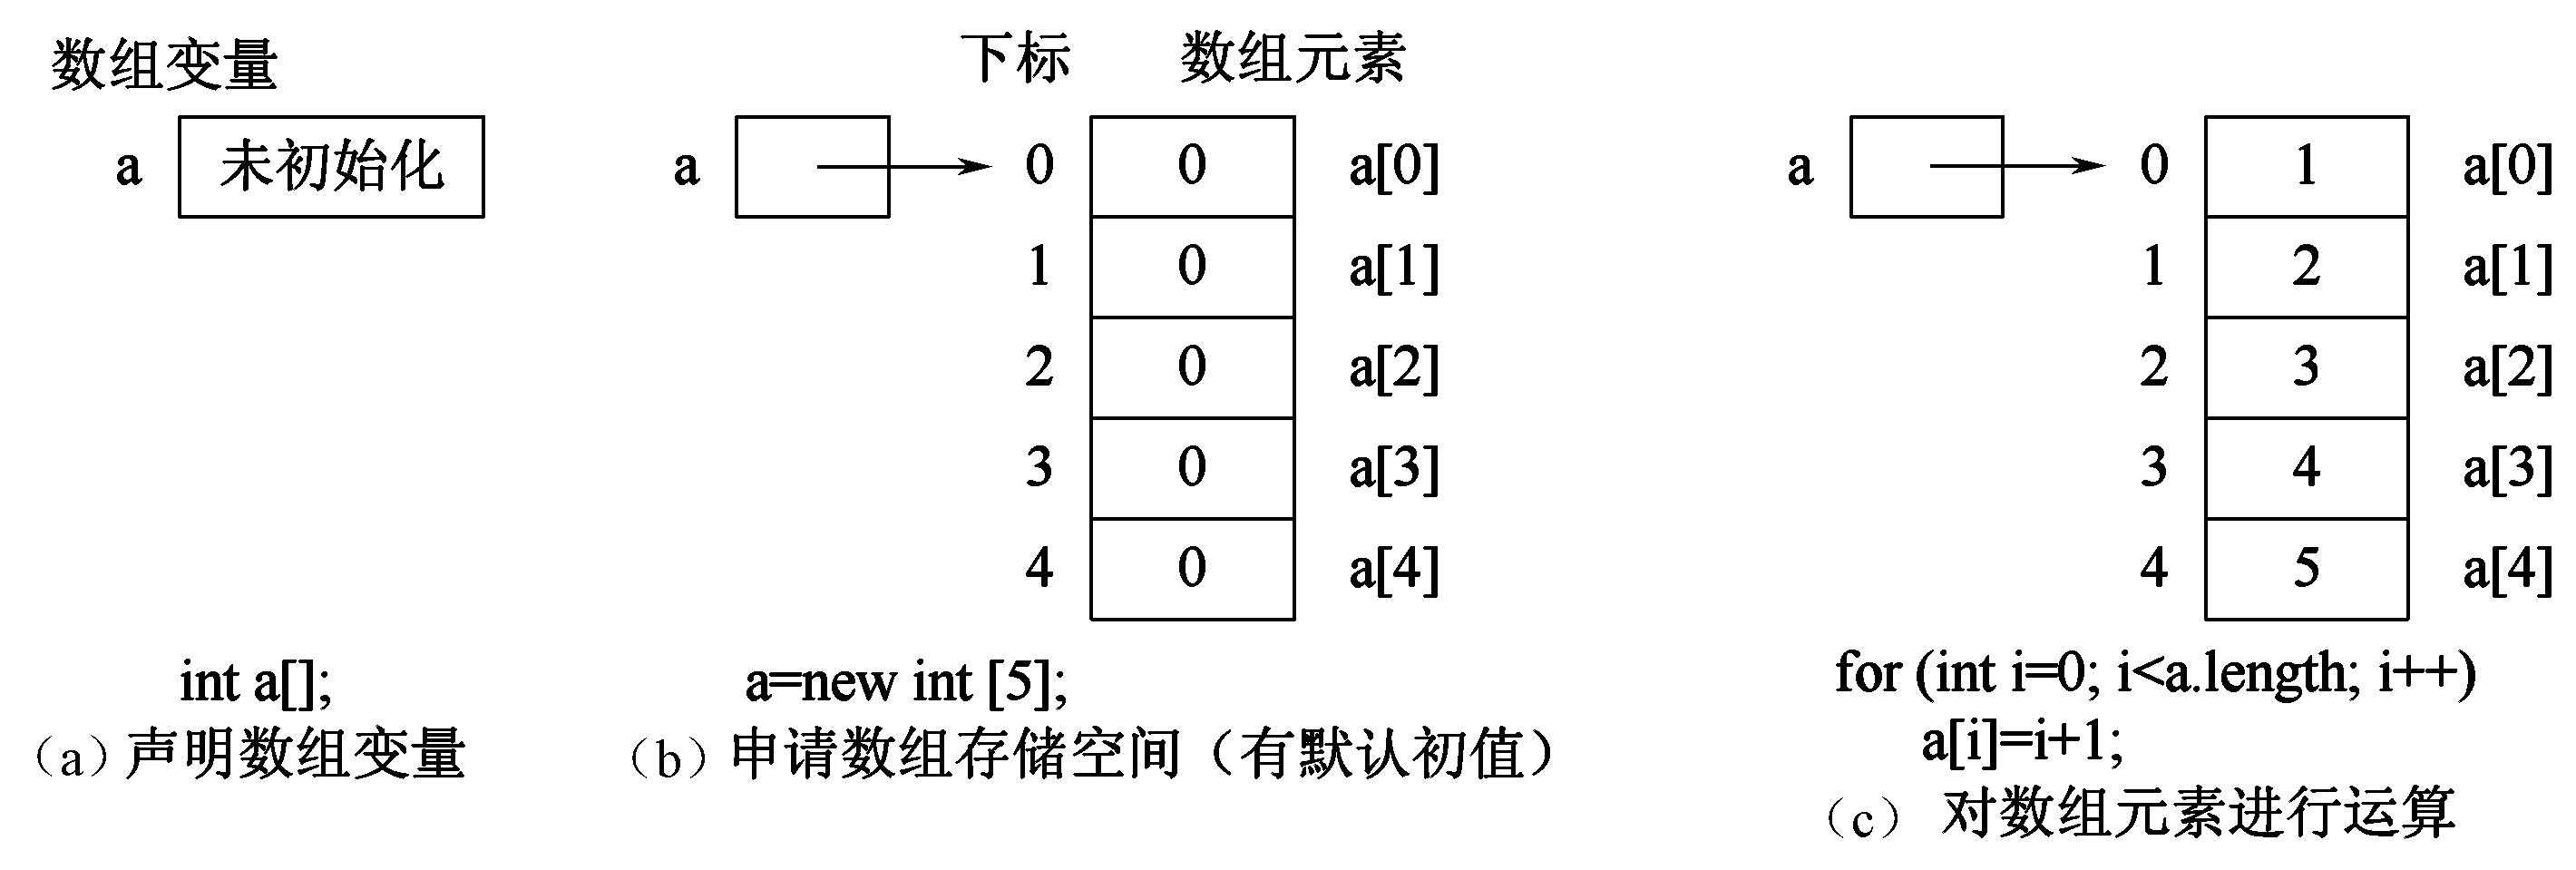 数组变量
a 未初始化
int a[];
（a）声明数组变量
下标 数组元素
a 0 0 a[0]
1 0 a[1]
2 0 a[2]
3 0 a[3]
4 0 a[4]
a=new int [5];
（b）申请数组存储空间（有默认初值）
a 0 1 a[0]
1 2 a[1]
2 3 a[2]
3 4 a[3]
4 5 a[4]
for (int i=0; i<a.length; i++)
a[i]=i+1;
（c） 对数组元素进行运算